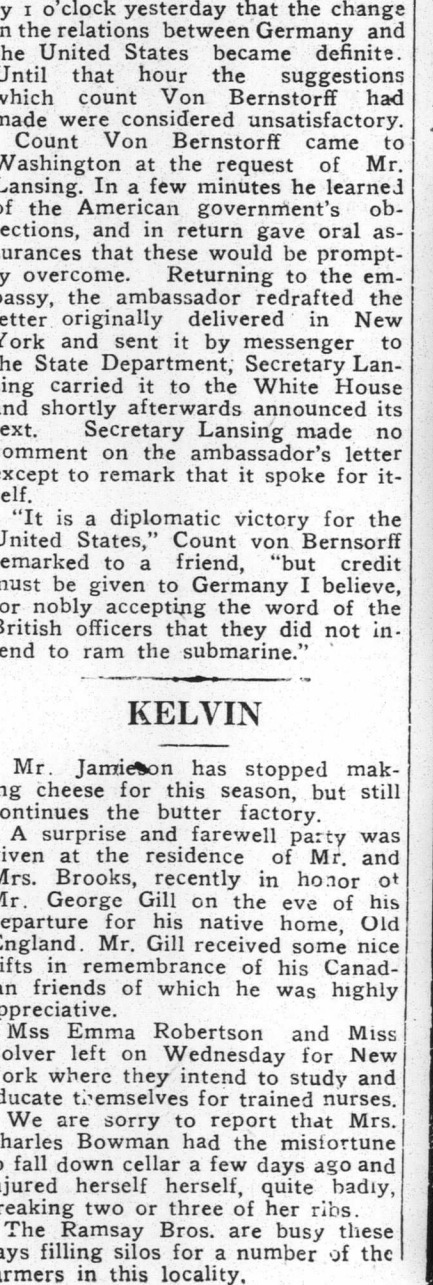 y 1 o'clock yesterday that the change
n the relations between Germany and
he United States became definite.
Until that hour the suggestions
which count Von Bernstorff had
made were considered unsatisfactory.
Count Von Bernstorff came to
Washington at the request of Mr.
Lansing. In a few minutes he learned
of the American government's ob-
ections, and in return gave oral as-
surances that these would be prompt-
y overcome. Returning to the em-
bassy, the ambassador redrafted the
etter originally delivered in New
York and sent it by messenger to
he State Department; Secretary Lan-
sing carried it to the White House
and shortly afterwards announced its
ext. Secretary Lansing made no
omment on the ambassador's letter
except to remark that it spoke for it-
elf.
"It is a diplomatic victory for the
United States," Count von Bernsorff
emarked to a friend, "but credit
must be given to Germany I believe,
or nobly accepting the word of the
British officers that they did not in-
end to ram the submarine."
KELVIN
Mr. Jamieson has stopped mak-
ng cheese for this season, but still
ontinues the butter factory.
A surprise and farewell party was
iven at the residence of Mr. and
Mrs. Brooks, recently in honor ot
Mr. George Gill on the eve of his
eparture for his native home, Old
England. Mr. Gill received some nice
ifts in remembrance of his Canad-
an friends of which he was highly
ppreciative.
Mss Emma Robertson and Miss
olver left on Wednesday for New
ork where they intend to study and
ducate themselves for trained nurses.
We are sorry to report that Mrs.
harles Bowman had the misfortune
o fall down cellar a few days ago and
njured herself herself, quite badly,
reaking two or three of her ribs.
The Ramsay Bros. are busy these
ays filling silos for a number of the
armers in this locality.